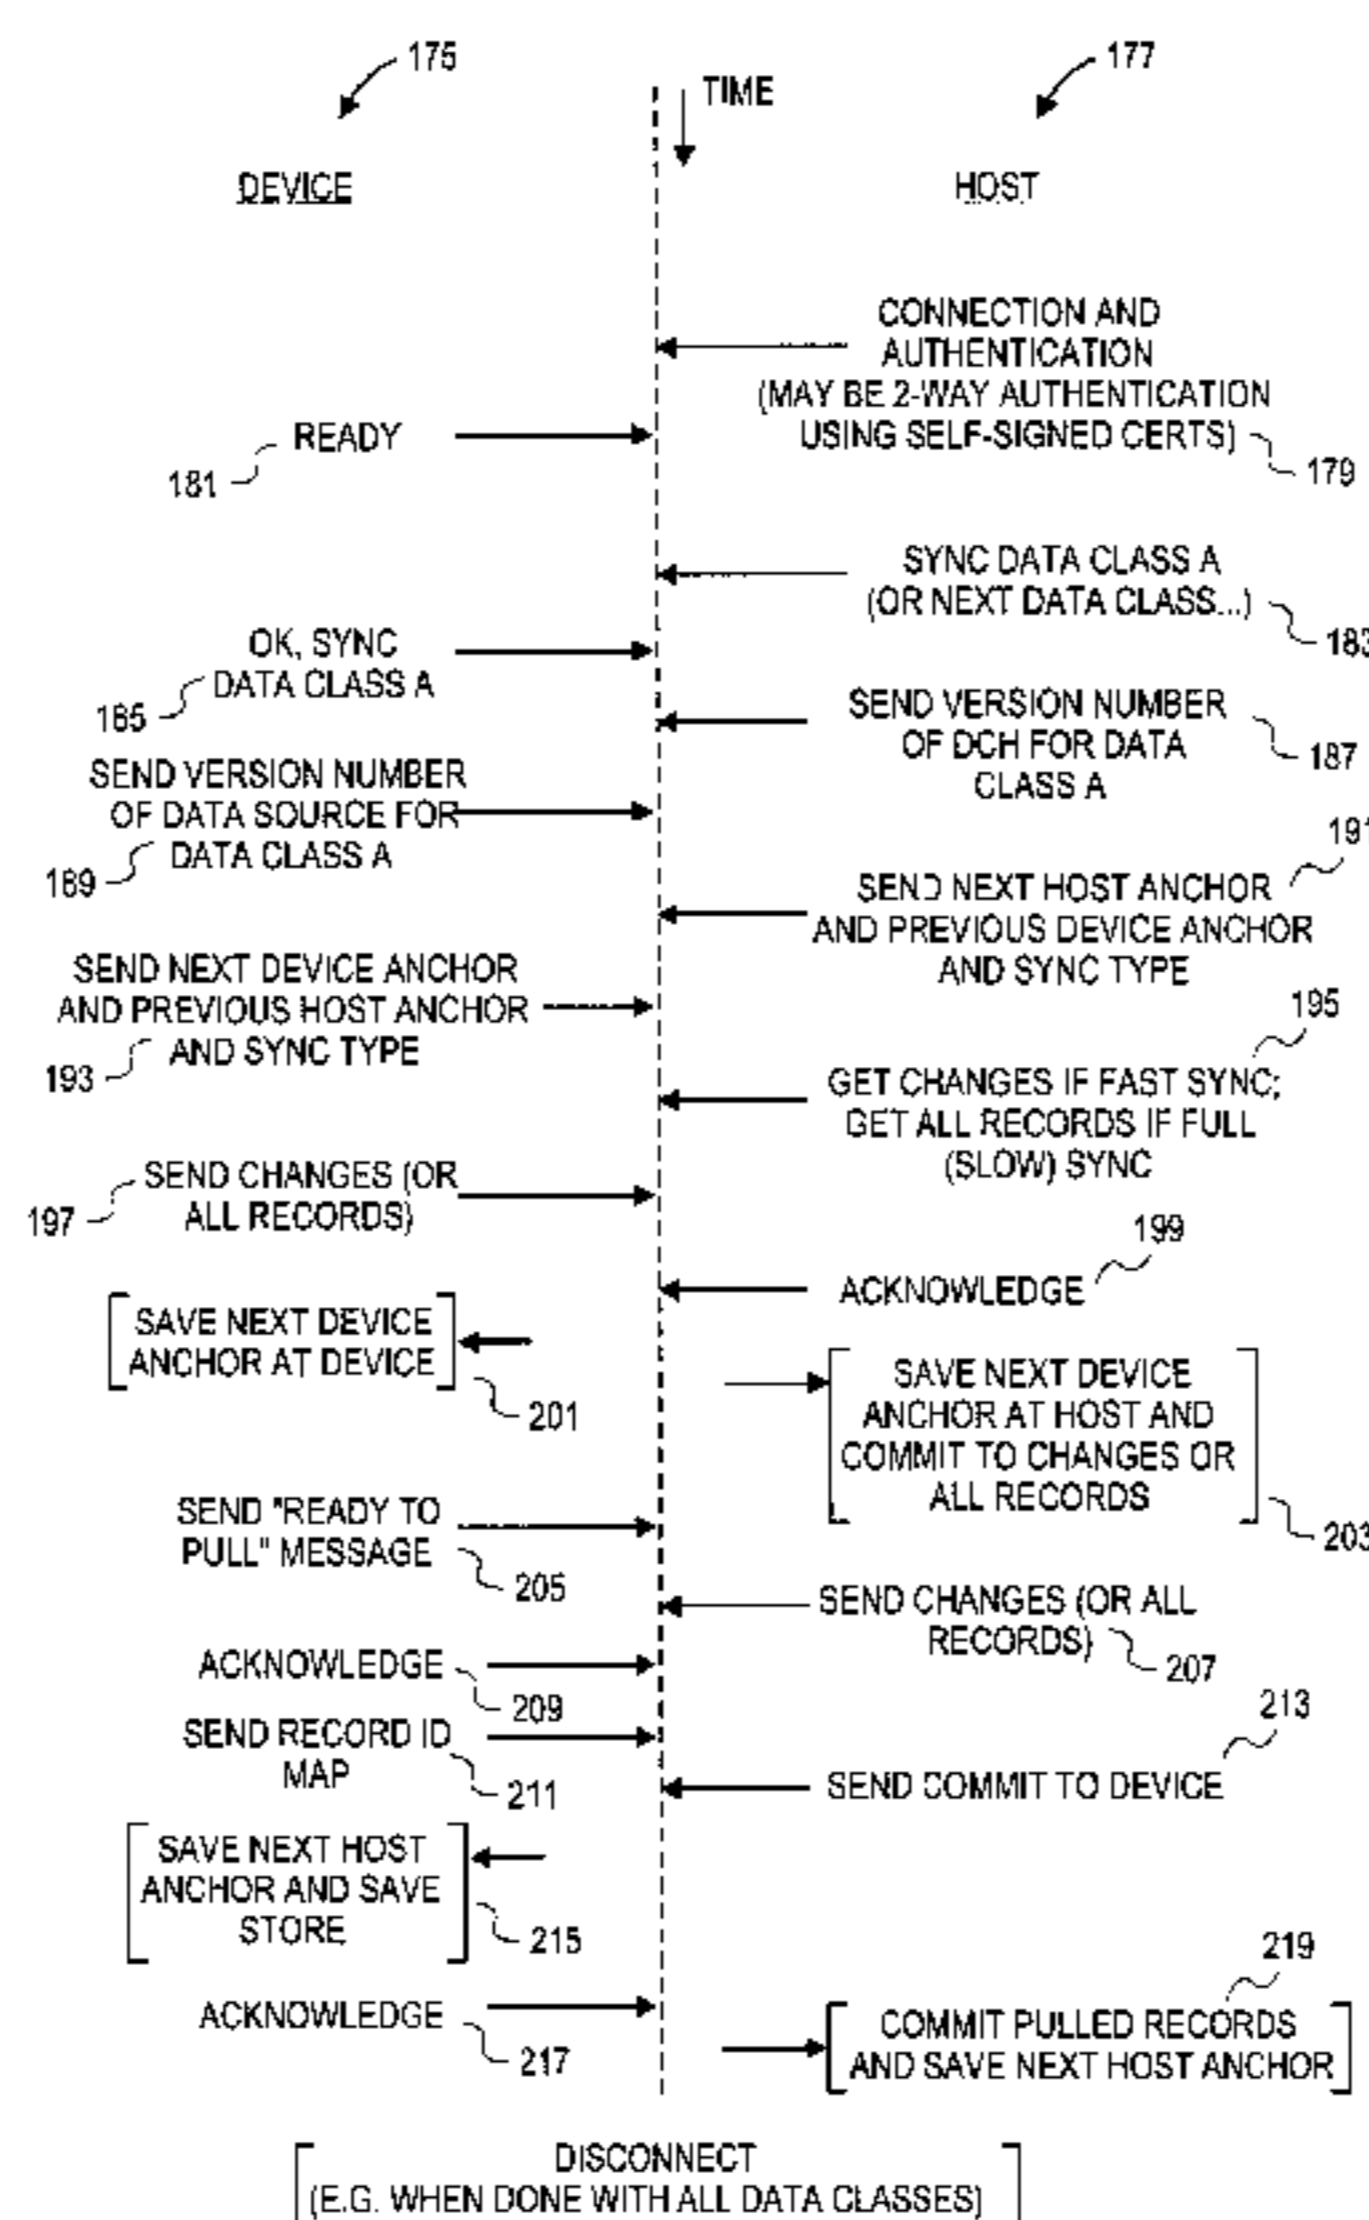 175
177
TIME
DEVICE
HOST
CONNECTION AND
AUTHENTICATION
(MAY BE 2-WAY AUTHENTICATION
USING SELF-SIGNED CERTS)
179
READY
181
SYNC DATA CLASS A
(OR NEXT DATA CLASS...)
183
OK, SYNC
DATA CLASS A
185
SEND VERSION NUMBER
OF DCH FOR DATA
CLASS A
187
SEND VERSION NUMBER
OF DATA SOURCE FOR
DATA CLASS A
189
191
SEND NEXT HOST ANCHOR
AND PREVIOUS DEVICE ANCHOR
AND SYNC TYPE
SEND NEXT DEVICE ANCHOR
AND PREVIOUS HOST ANCHOR
AND SYNC TYPE
193
195
GET CHANGES IF FAST SYNC;
GET ALL RECORDS IF FULL
(SLOW) SYNC
SEND CHANGES (OR
ALL RECORDS)
197
199
ACKNOWLEDGE
SAVE NEXT DEVICE
ANCHOR AT DEVICE
201
SAVE NEXT DEVICE
ANCHOR AT HOST AND
COMMIT TO CHANGES OR
ALL RECORDS
203
SEND "READY TO
PULL" MESSAGE
205
SEND CHANGES (OR ALL
RECORDS)
207
ACKNOWLEDGE
209
SEND RECORD ID
MAP
211
213
SEND COMMIT TO DEVICE
SAVE NEXT HOST
ANCHOR AND SAVE
STORE
215
ACKNOWLEDGE
217
219
COMMIT PULLED RECORDS
AND SAVE NEXT HOST ANCHOR
DISCONNECT
(E.G. WHEN DONE WITH ALL DATA CLASSES)